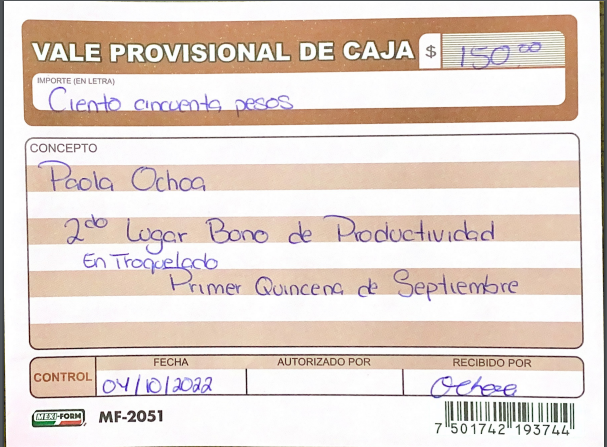 VALE PROVISIONAL DE CAJA $ 150.00
IMPORTE (EN LETRA)
Ciento cincuenta pesos
CONCEPTO
Paola Ochoa
2do Lugar Bono de Productividad
En Troquelado
Primer Quincena de Septiembre
CONTROL
FECHA
AUTORIZADO POR
RECIBIDO POR
04/10/2022
Ochoa
MEXI-FORM MF-2051
7 501742 193744